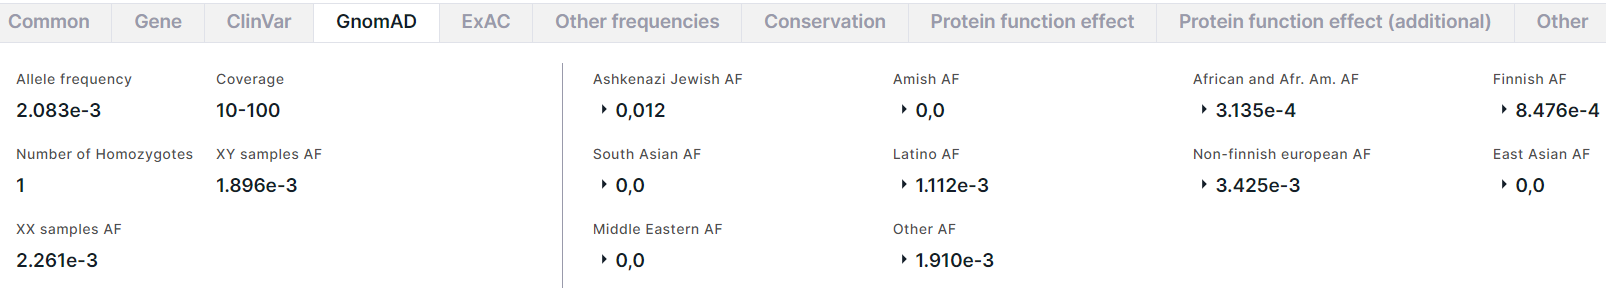 Common Gene ClinVar GnomAD ExAC Other frequencies Conservation Protein function effect Protein function effect (additional) Other
Allele frequency Coverage Ashkenazi Jewish AF Amish AF African and Afr. Am. AF Finnish AF
2.083e-3 10-100 0,012 0,0 3.135e-4 8.476e-4
Number of Homozygotes XY samples AF South Asian AF Latino AF Non-finnish european AF East Asian AF
1 1.896e-3 0,0 1.112e-3 3.425e-3 0,0
XX samples AF Middle Eastern AF Other AF
2.261e-3 0,0 1.910e-3